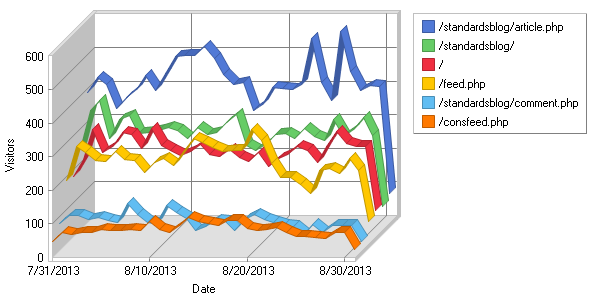 600
500
400
300
200
100
0
Visitors
7/31/2013
8/10/2013
8/20/2013
8/30/2013
Date
/standardsblog/article.php
/standardsblog/
/
/feed.php
/standardsblog/comment.php
/consfeed.php